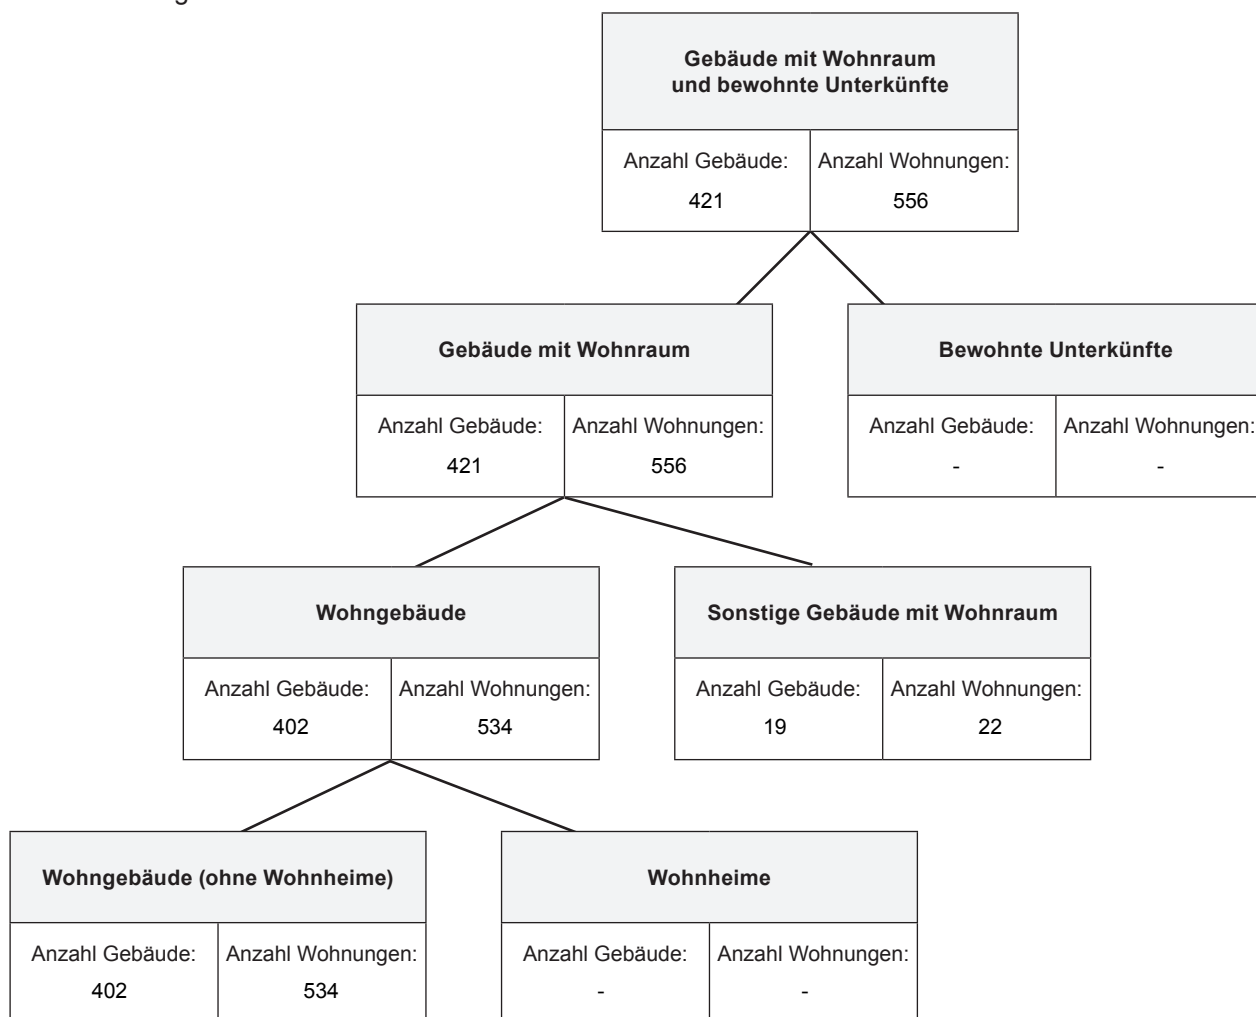 Gebäude mit Wohnraum
und bewohnte Unterkünfte
Anzahl Gebäude: Anzahl Wohnungen:
421 556
Gebäude mit Wohnraum
Anzahl Gebäude: Anzahl Wohnungen:
421 556
Bewohnte Unterkünfte
Anzahl Gebäude: Anzahl Wohnungen:
- -
Wohngebäude
Anzahl Gebäude: Anzahl Wohnungen:
402 534
Sonstige Gebäude mit Wohnraum
Anzahl Gebäude: Anzahl Wohnungen:
19 22
Wohngebäude (ohne Wohnheime)
Anzahl Gebäude: Anzahl Wohnungen:
402 534
Wohnheime
Anzahl Gebäude: Anzahl Wohnungen:
- -